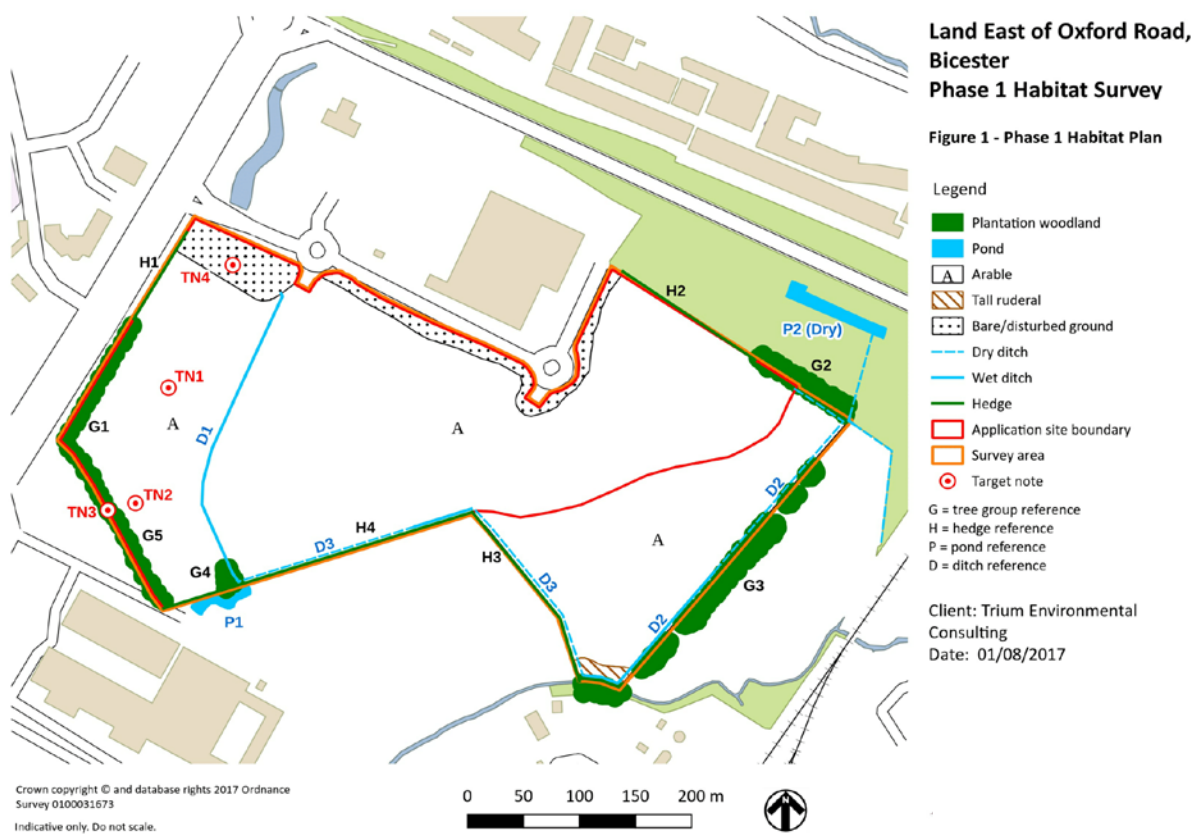 Land East of Oxford Road,
Bicester
Phase 1 Habitat Survey
Figure 1 - Phase 1 Habitat Plan
Legend
Plantation woodland
Pond
A Arable
Tall ruderal
Bare/disturbed ground
Dry ditch
Wet ditch
Hedge
Application site boundary
Survey area
Target note
G = tree group reference
H = hedge reference
P = pond reference
D = ditch reference
Client: Trium Environmental
Consulting
Date: 01/08/2017
H1
TN4
H2
P2 (Dry)
G2
TN1
G1
A
D1
A
TN2
TN3
G5
D2
H4
D3
A
H3
G4
D3
G3
P1
D2
Crown copyright © and database rights 2017 Ordnance
Survey 0100031673
Indicative only. Do not scale.
0 50 100 150 200 m
N